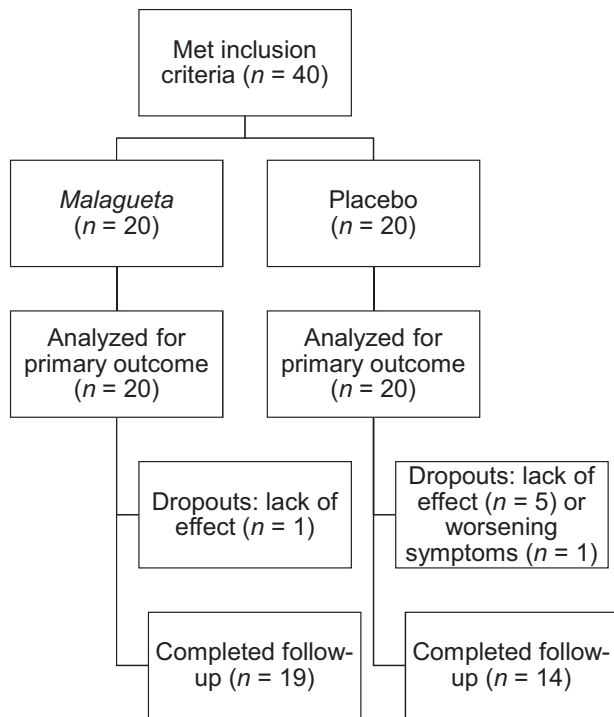 Met inclusion
criteria (n = 40)
Malagueta
(n = 20)
Placebo
(n = 20)
Analyzed for
primary outcome
(n = 20)
Analyzed for
primary outcome
(n = 20)
Dropouts: lack of
effect (n = 1)
Dropouts: lack of
effect (n = 5) or
worsening
symptoms (n = 1)
Completed follow-
up (n = 19)
Completed follow-
up (n = 14)